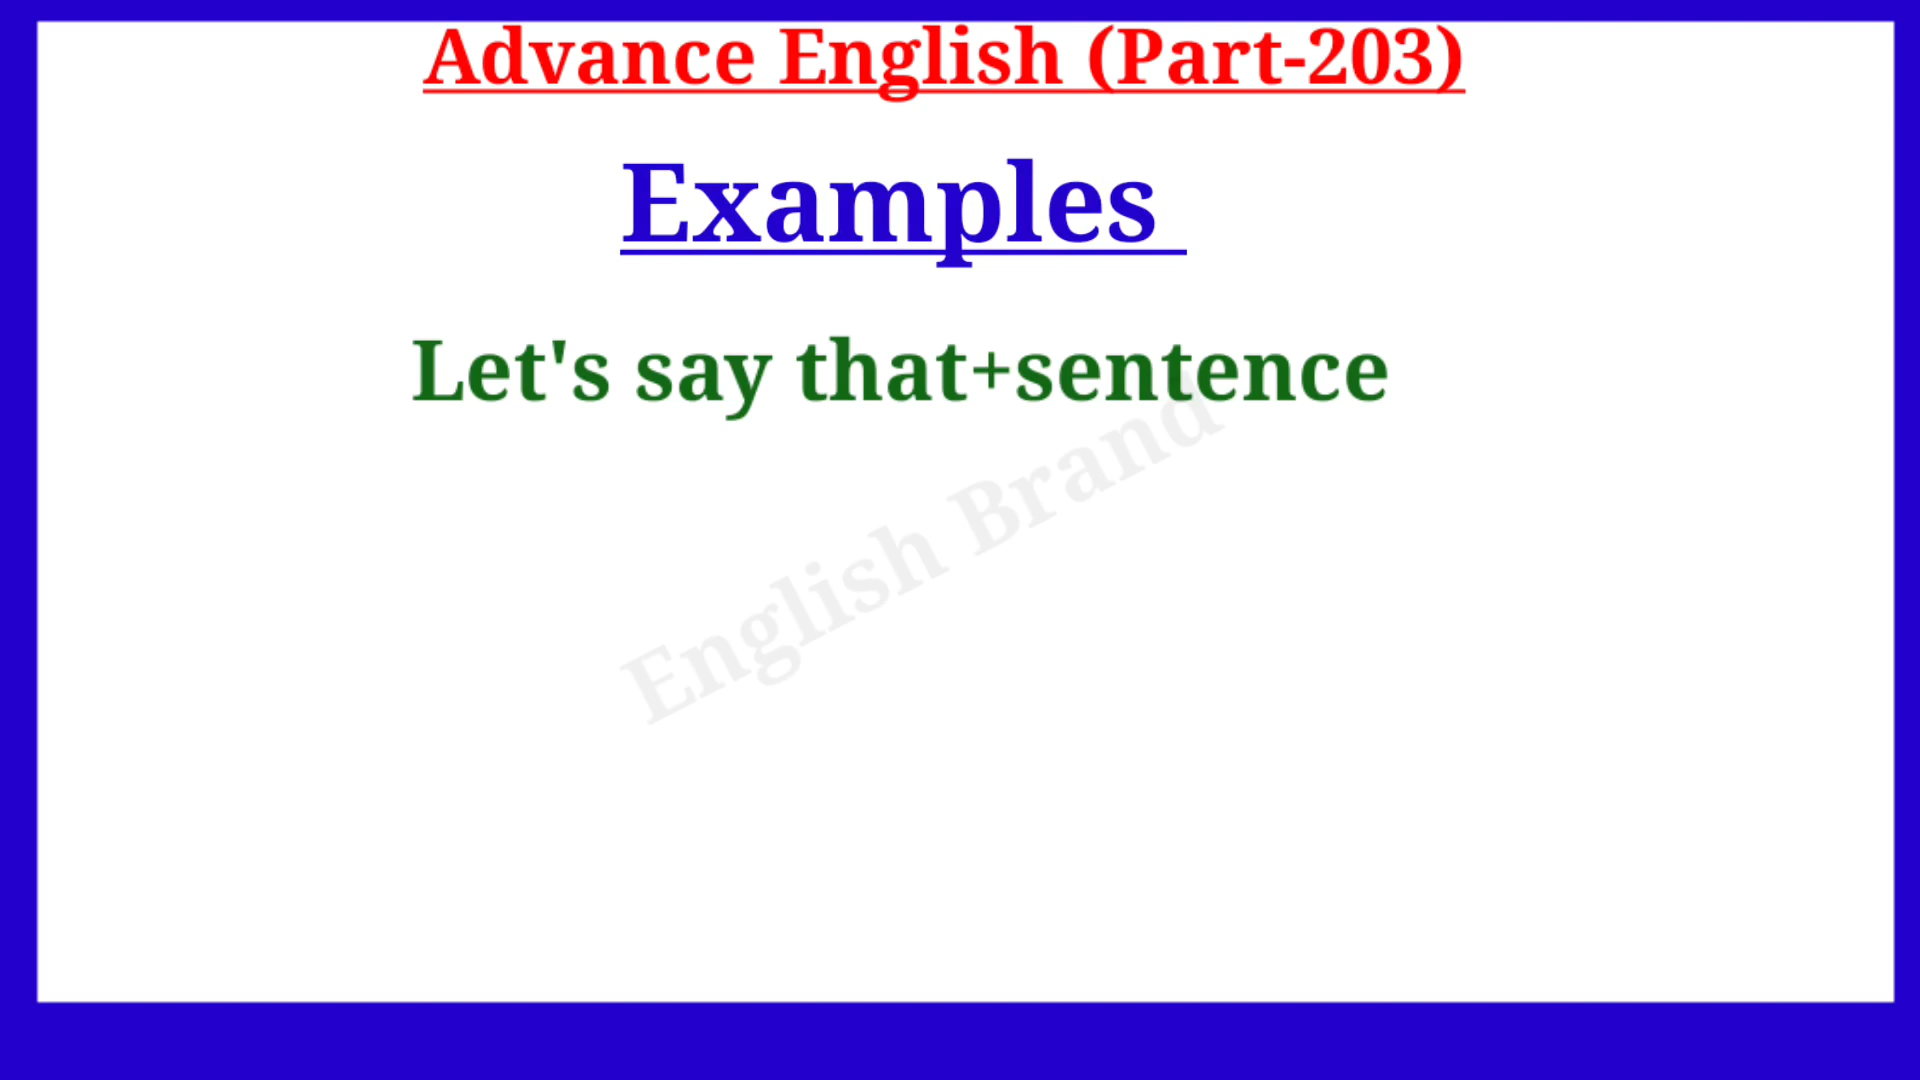 Advance English (Part-203)
Examples
Let's say that+sentence
English Brand